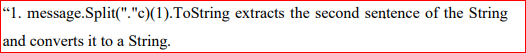 “1. message.Split("."c)(1).ToString extracts the second sentence of the String
and converts it to a String.